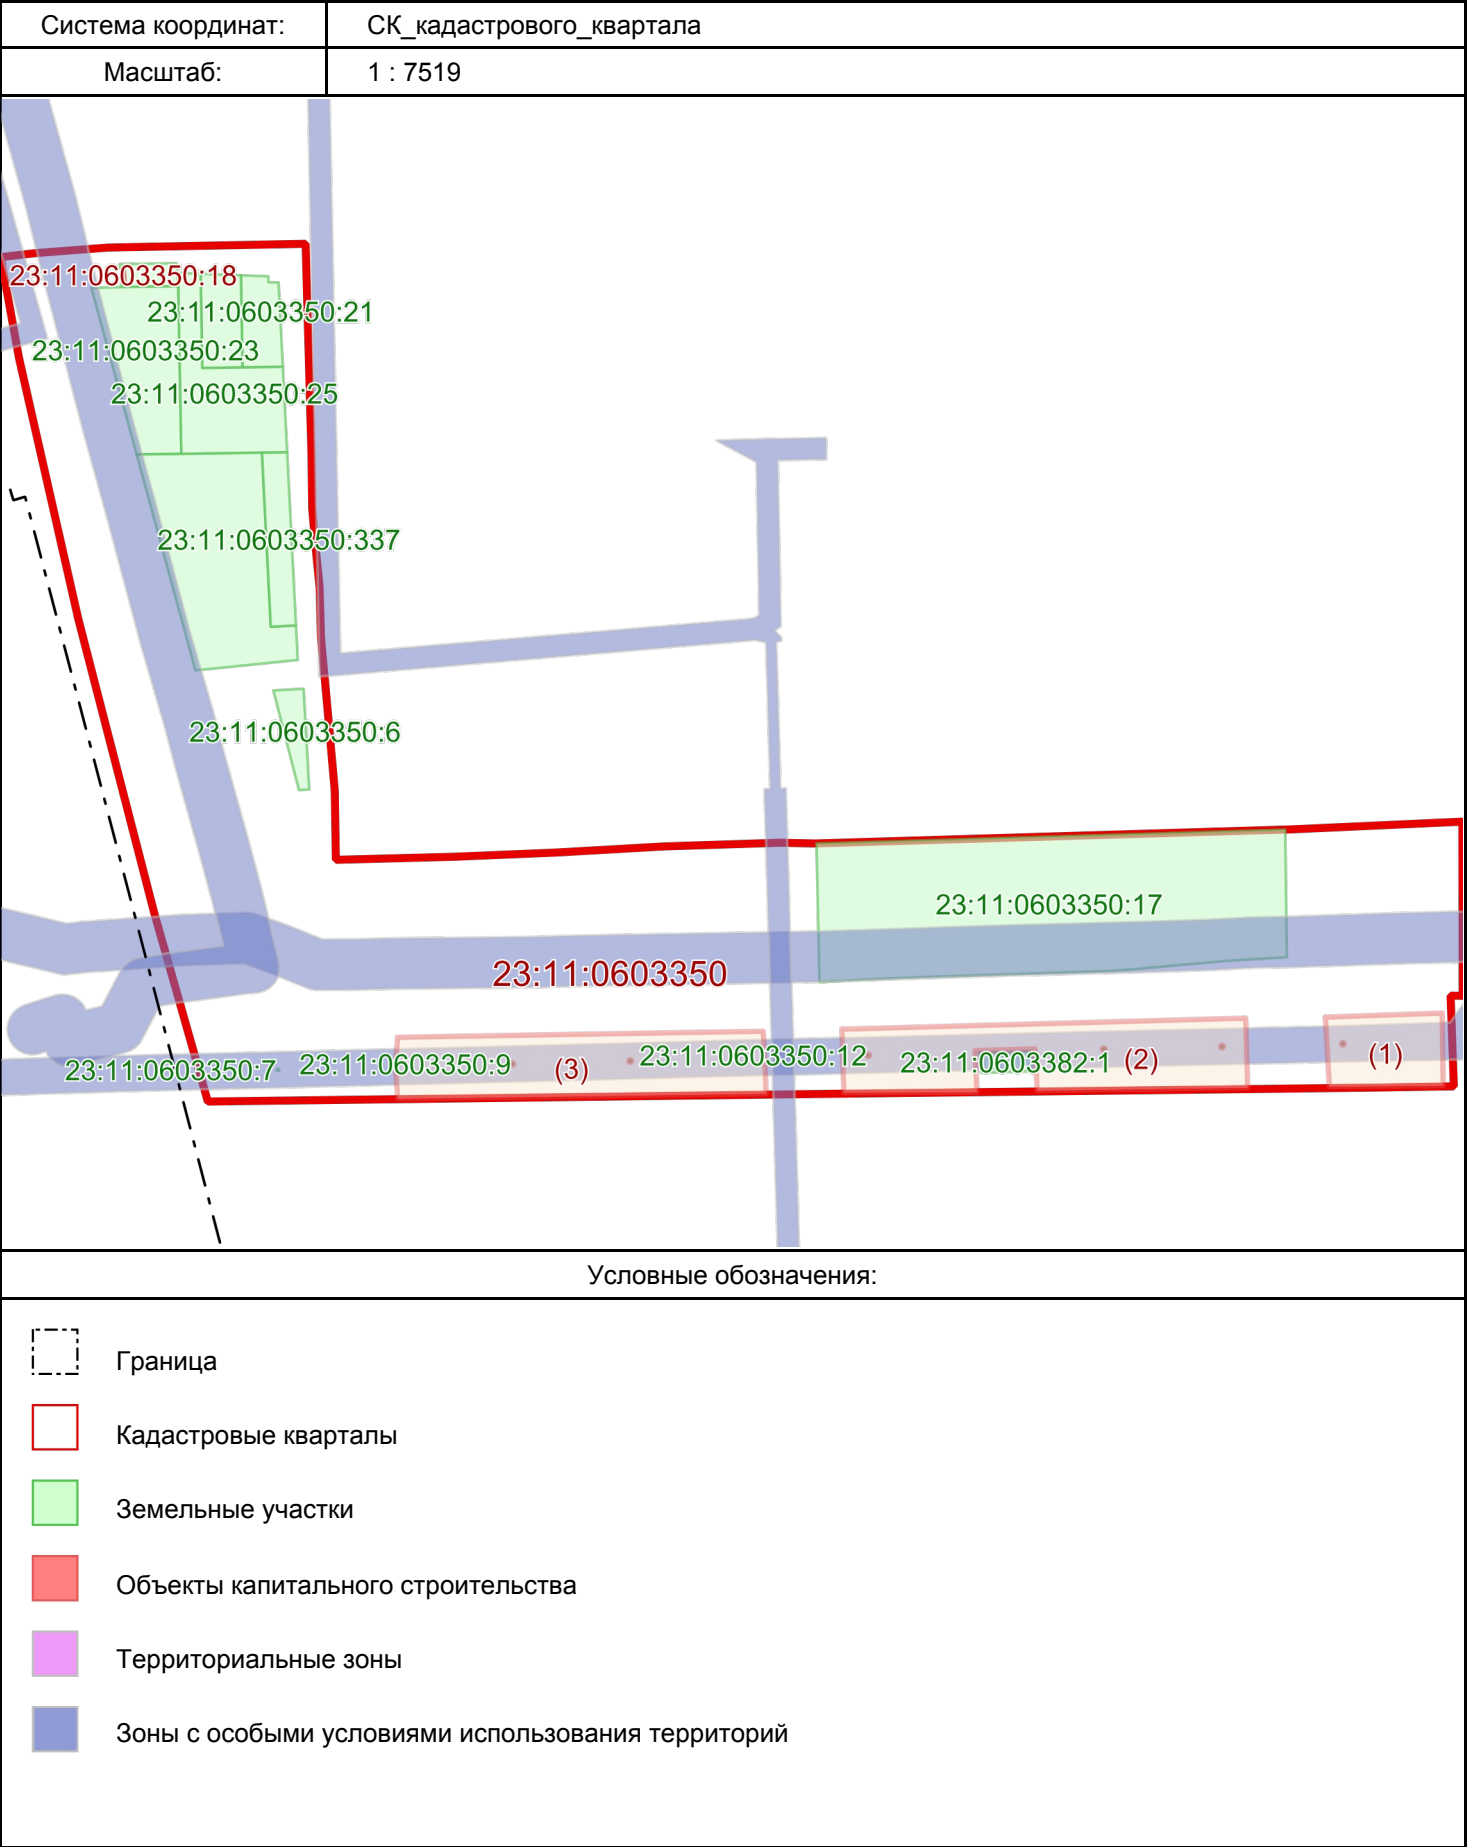 Система координат: СК_кадастрового_квартала
Масштаб: 1 : 7519
23:11:0603350:18
23:11:0603350:21
23:11:0603350:23
23:11:0603350:25
23:11:0603350:337
23:11:0603350:6
23:11:0603350:17
23:11:0603350
23:11:0603350:7 23:11:0603350:9 (3) 23:11:0603350:12 23:11:0603382:1 (2) (1)
Условные обозначения:
Граница
Кадастровые кварталы
Земельные участки
Объекты капитального строительства
Территориальные зоны
Зоны с особыми условиями использования территорий